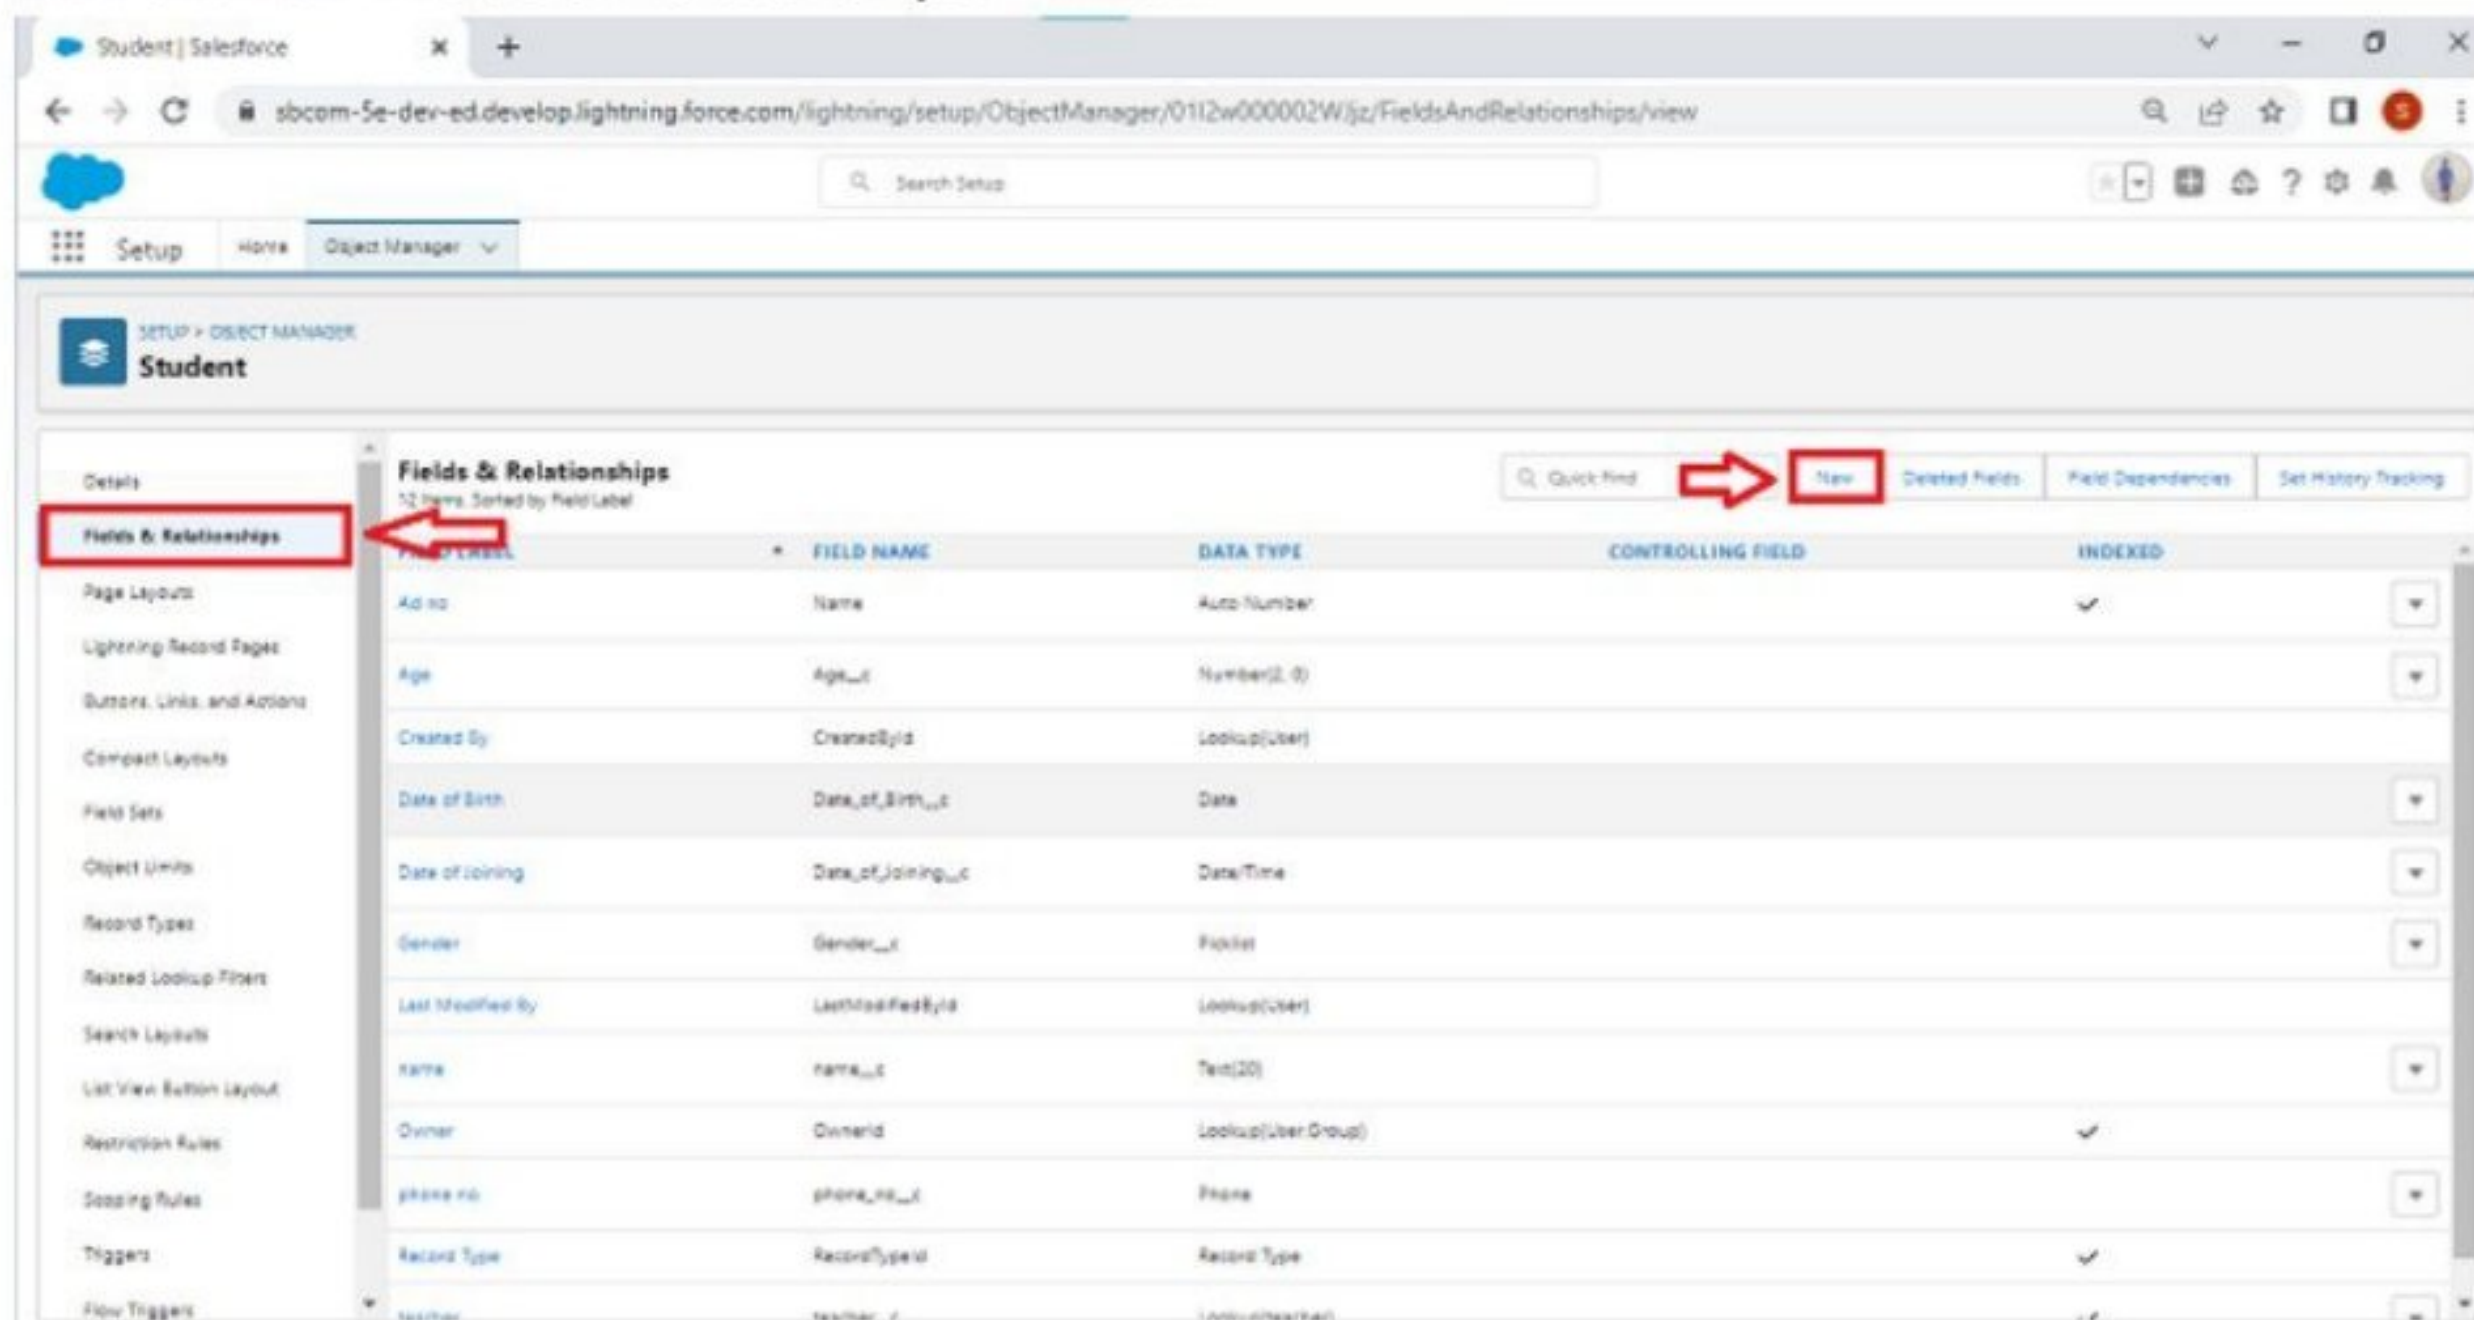 Student | Salesforce
sbcom-5e-dev-ed.develop.lightning.force.com/lightning/setup/ObjectManager/01I2w000002WJjz/FieldsAndRelationships/view
S
Search Setup
Setup Home Object Manager
SETUP > OBJECT MANAGER
Student
Details
Fields & Relationships
Page Layouts
Lightning Record Pages
Buttons, Links, and Actions
Compact Layouts
Field Sets
Object Limits
Record Types
Related Lookup Filters
Search Layouts
List View Button Layout
Restriction Rules
Scoping Rules
Triggers
Flow Triggers
Fields & Relationships
12 Items, Sorted by Field Label
Quick Find New Deleted Fields Field Dependencies Set History Tracking
FIELD LABEL FIELD NAME DATA TYPE CONTROLLING FIELD INDEXED
Ad no Name Auto Number
Age Age__c Number(2, 0)
Created By CreatedById Lookup(User)
Date of Birth Date_of_Birth__c Date
Date of Joining Date_of_Joining__c Date/Time
Gender Gender__c Picklist
Last Modified By LastModifiedById Lookup(User)
name name__c Text(20)
Owner OwnerId Lookup(User,Group)
phone no phone_no__c Phone
Record Type RecordTypeId Record Type
teacher teacher__c Lookup(teacher)